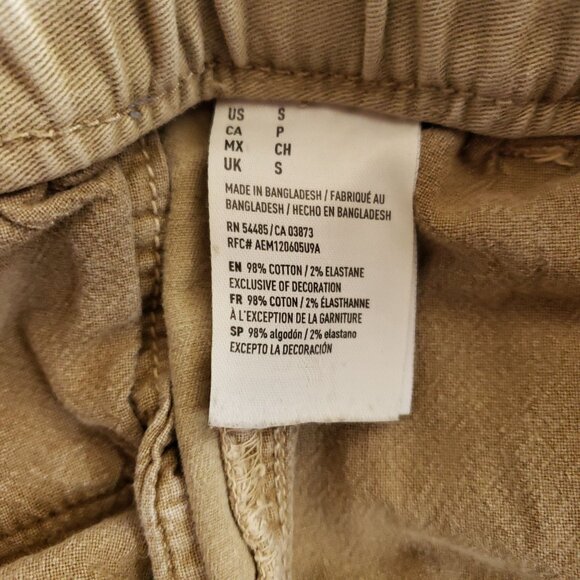 US S
CA P
MX CH
UK S
MADE IN BANGLADESH / FABRIQUÉ AU
BANGLADESH / HECHO EN BANGLADESH
RN 54485/CA 03873
RFC# AEM120605U9A
EN 98% COTTON / 2% ELASTANE
EXCLUSIVE OF DECORATION
FR 98% COTON / 2% ÉLASTHANNE
À L'EXCEPTION DE LA GARNITURE
SP 98% algodón / 2% elastano
EXCEPTO LA DECORACIÓN